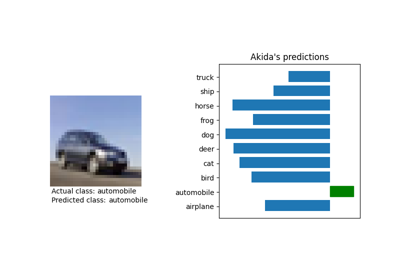 Akida's predictions
truck
ship
horse
frog
dog
deer
cat
bird
automobile
airplane
Actual class: automobile
Predicted class: automobile